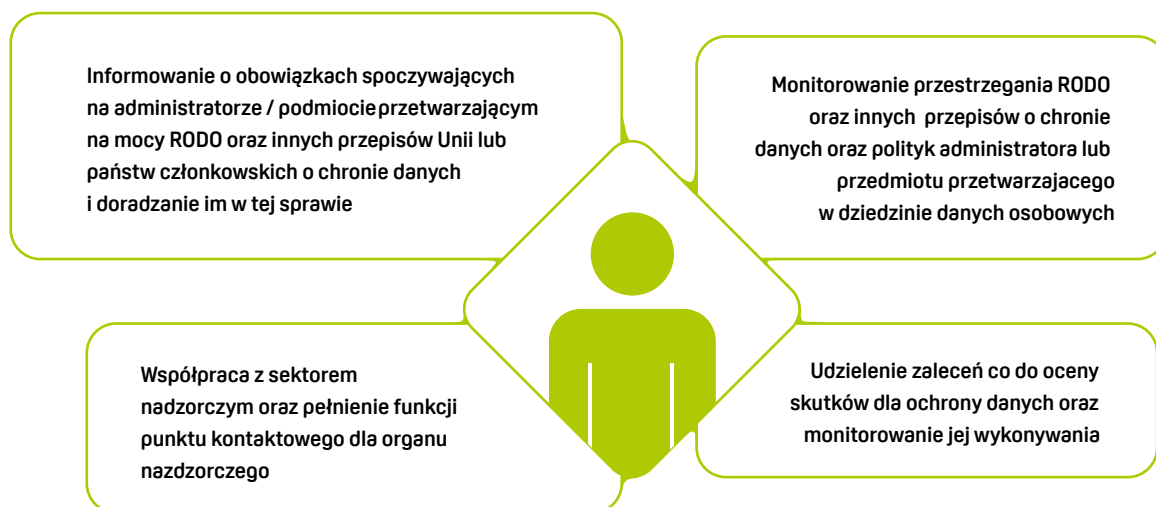 Informowanie o obowiązkach spoczywających
na administratorze / podmiocie przetwarzającym
na mocy RODO oraz innych przepisów Unii lub
państw członkowskich o chronie danych
i doradzanie im w tej sprawie
Monitorowanie przestrzegania RODO
oraz innych przepisów o chronie
danych oraz polityk administratora lub
przedmiotu przetwarzajacego
w dziedzinie danych osobowych
Współpraca z sektorem
nadzorczym oraz pełnienie funkcji
punktu kontaktowego dla organu
nazdzorczego
Udzielenie zaleceń co do oceny
skutków dla ochrony danych oraz
monitorowanie jej wykonywania